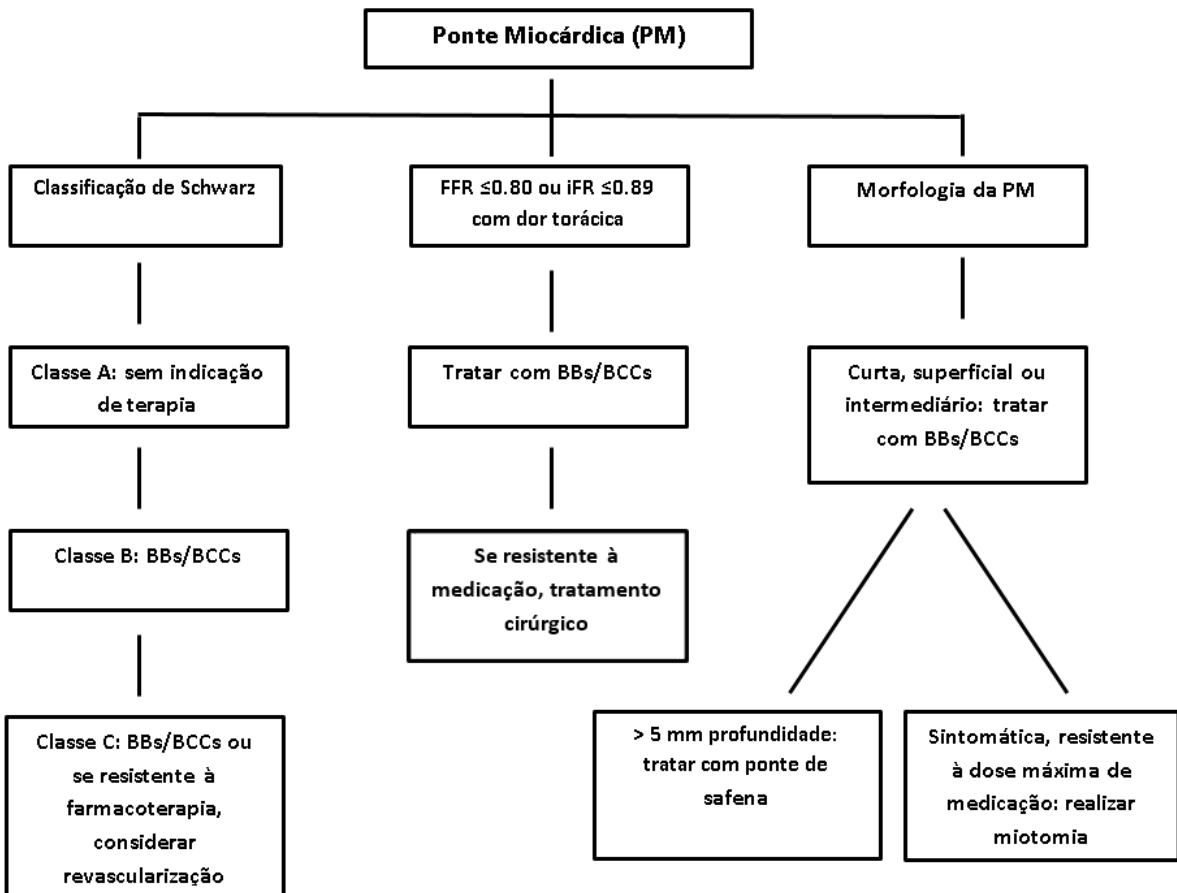 Ponte Miocárdica (PM)
Classificação de Schwarz
FFR ≤0.80 ou iFR ≤0.89
com dor torácica
Morfologia da PM
Classe A: sem indicação
de terapia
Tratar com BBs/BCCs
Curta, superficial ou
intermediário: tratar
com BBs/BCCs
Classe B: BBs/BCCs
Se resistente à
medicação, tratamento
cirúrgico
Classe C: BBs/BCCs ou
se resistente à
farmacoterapia,
considerar
revascularização
> 5 mm profundidade:
tratar com ponte de
safena
Sintomática, resistente
à dose máxima de
medicação: realizar
miotomia